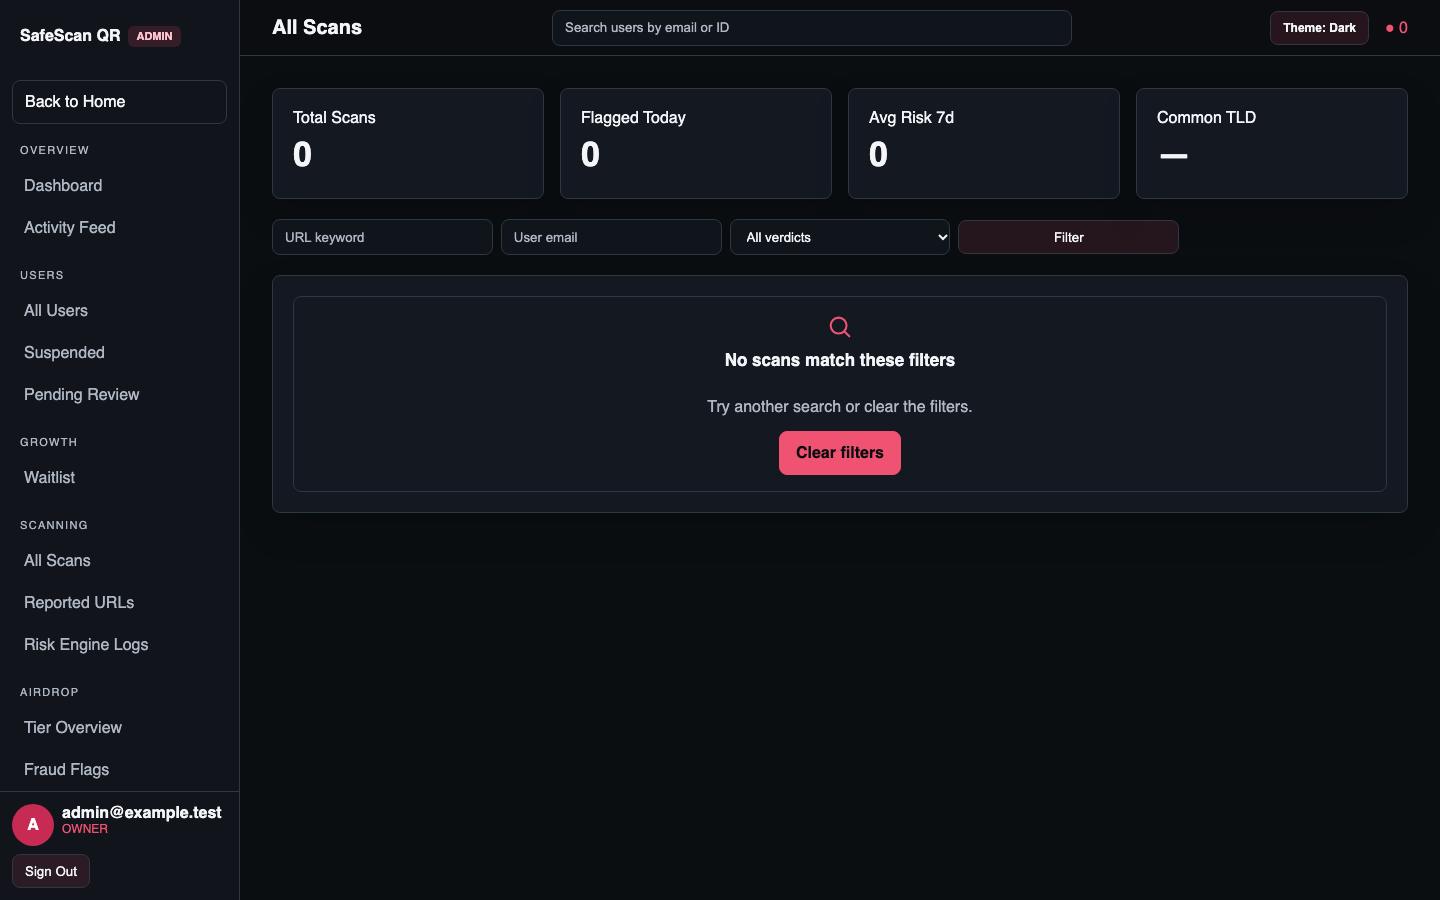 SafeScan QR ADMIN
Back to Home
OVERVIEW
Dashboard
Activity Feed
USERS
All Users
Suspended
Pending Review
GROWTH
Waitlist
SCANNING
All Scans
Reported URLs
Risk Engine Logs
AIRDROP
Tier Overview
Fraud Flags
A
admin@example.test
OWNER
Sign Out
All Scans
Search users by email or ID
Theme: Dark
0
Total Scans
0
Flagged Today
0
Avg Risk 7d
0
Common TLD
—
URL keyword
User email
All verdicts
Filter
No scans match these filters
Try another search or clear the filters.
Clear filters